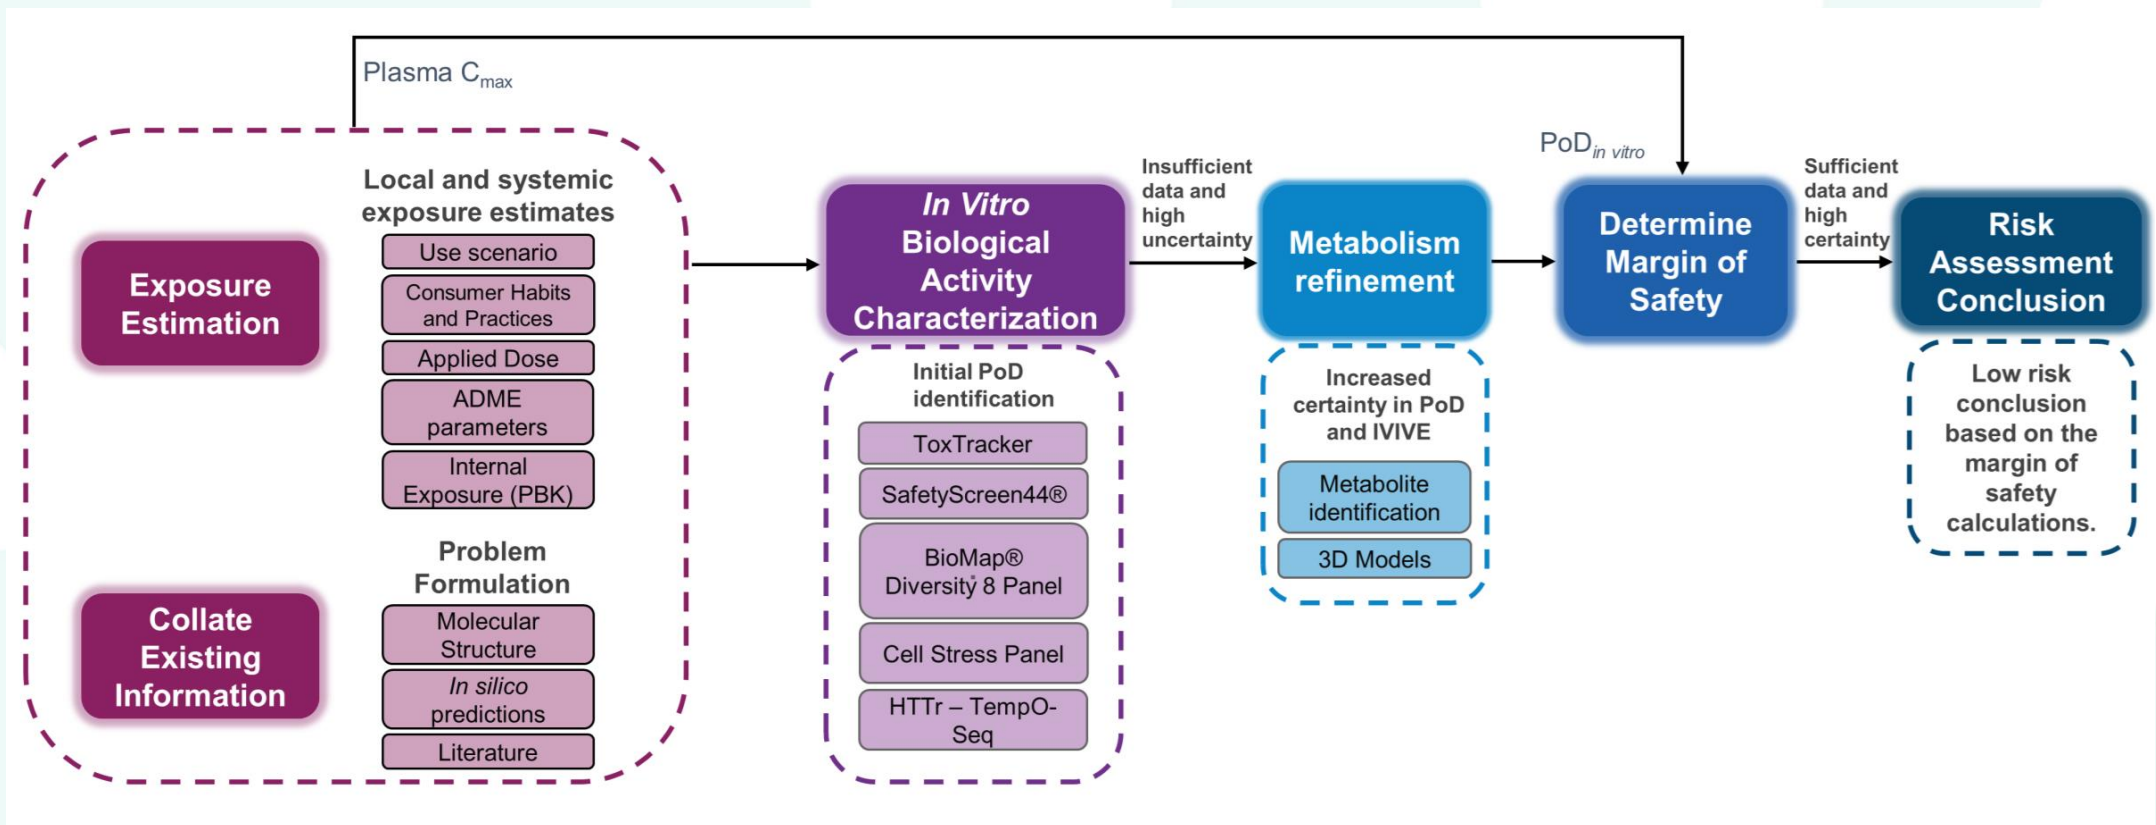 Plasma Cmax
Exposure
Estimation
Local and systemic
exposure estimates
Use scenario
Consumer Habits
and Practices
Applied Dose
ADME
parameters
Internal
Exposure (PBK)
Collate
Existing
Information
Problem
Formulation
Molecular
Structure
In silico
predictions
Literature
In Vitro
Biological
Activity
Characterization
Initial PoD
identification
ToxTracker
SafetyScreen44®
BioMap®
Diversity 8 Panel
Cell Stress Panel
HTTr – TempO-
Seq
Insufficient
data and
high
uncertainty
Metabolism
refinement
Increased
certainty in PoD
and IVIVE
Metabolite
identification
3D Models
PoDin vitro
Determine
Margin of
Safety
Sufficient
data and
high
certainty
Risk
Assessment
Conclusion
Low risk
conclusion
based on the
margin of
safety
calculations.